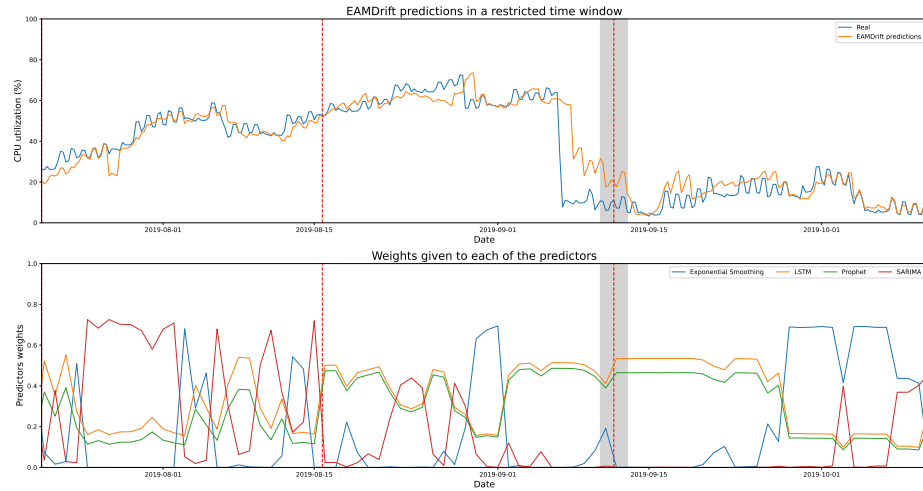 EAMDrift predictions in a restricted time window
100
80
60
40
20
0
CPU utilization (%)
Real
EAMDrift predictions
2019-08-01 2019-08-15 2019-09-01 2019-09-15 2019-10-01
Date
Weights given to each of the predictors
1.0
0.8
0.6
0.4
0.2
0.0
Predictors weights
Exponential Smoothing LSTM Prophet SARIMA
2019-08-01 2019-08-15 2019-09-01 2019-09-15 2019-10-01
Date